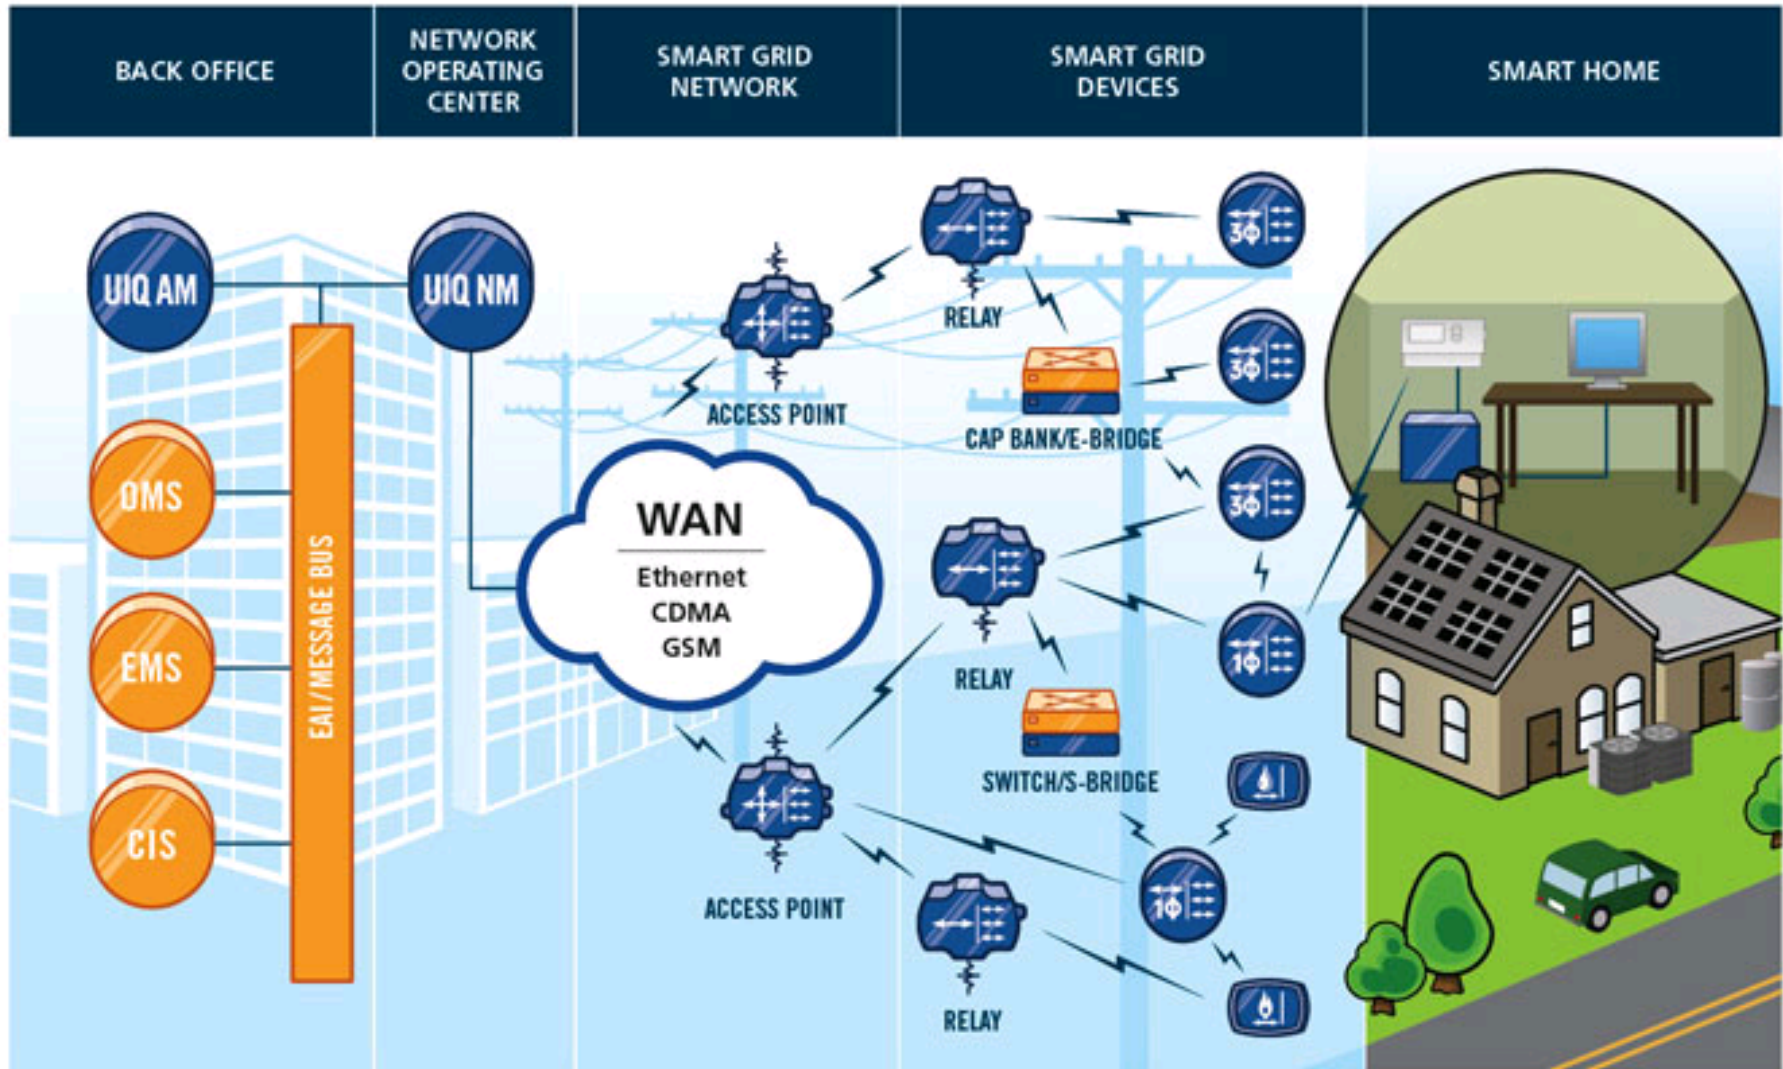 BACK OFFICE
NETWORK
OPERATING
CENTER
SMART GRID
NETWORK
SMART GRID
DEVICES
SMART HOME
UIQ AM
UIQ NM
OMS
EMS
CIS
EAI/MESSAGE BUS
ACCESS POINT
WAN
Ethernet
CDMA
GSM
ACCESS POINT
RELAY
3Φ
CAP BANK/E-BRIDGE
3Φ
3Φ
RELAY
1Φ
SWITCH/S-BRIDGE
1Φ
RELAY